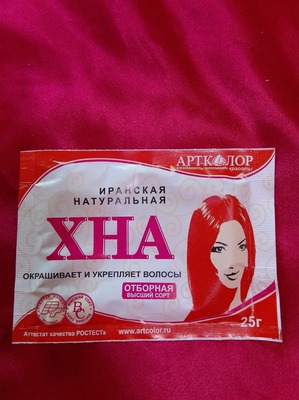 АРТКОЛОР
ИРАНСКАЯ
НАТУРАЛЬНАЯ
ХНА
ОКРАШИВАЕТ И УКРЕПЛЯЕТ ВОЛОСЫ
ОТБОРНАЯ
ВЫСШИЙ СОРТ
Аттестат качества РОСТЕСТа
www.artcolor.ru
25г